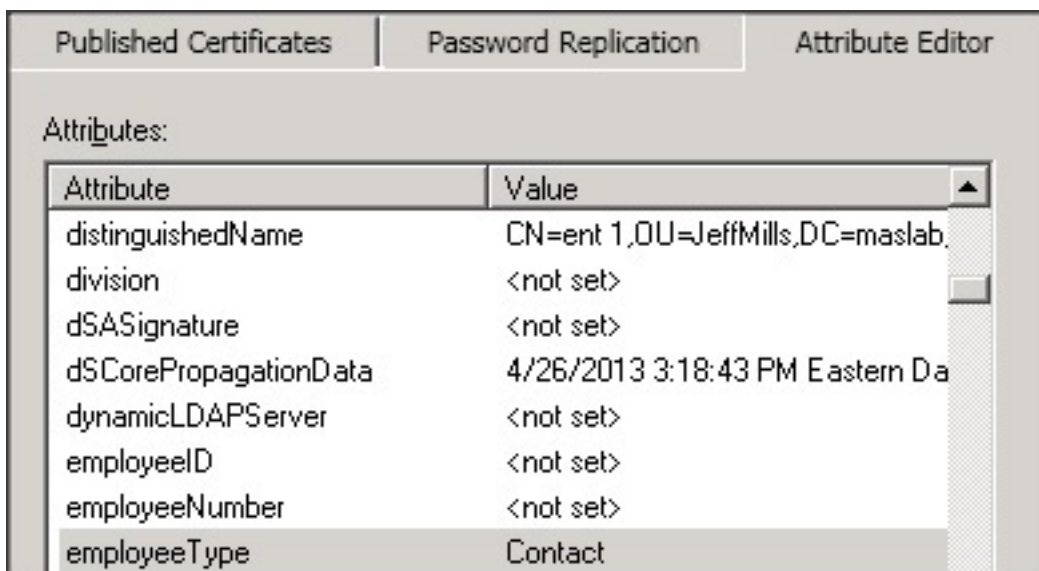 Published Certificates Password Replication Attribute Editor
Attributes:
Attribute Value
distinguishedName CN=ent 1,OU=JeffMills,DC=maslab,
division <not set>
dSASignature <not set>
dSCorePropagationData 4/26/2013 3:18:43 PM Eastern Da
dynamicLDAPServer <not set>
employeeID <not set>
employeeNumber <not set>
employeeType Contact